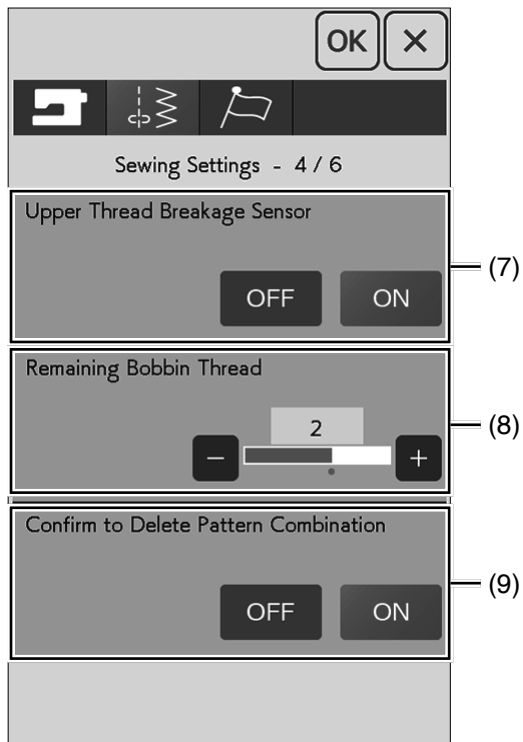 OK ×
Sewing Settings - 4 / 6
Upper Thread Breakage Sensor
(7)
OFF ON
Remaining Bobbin Thread
2
(8)
− +
Confirm to Delete Pattern Combination
(9)
OFF ON